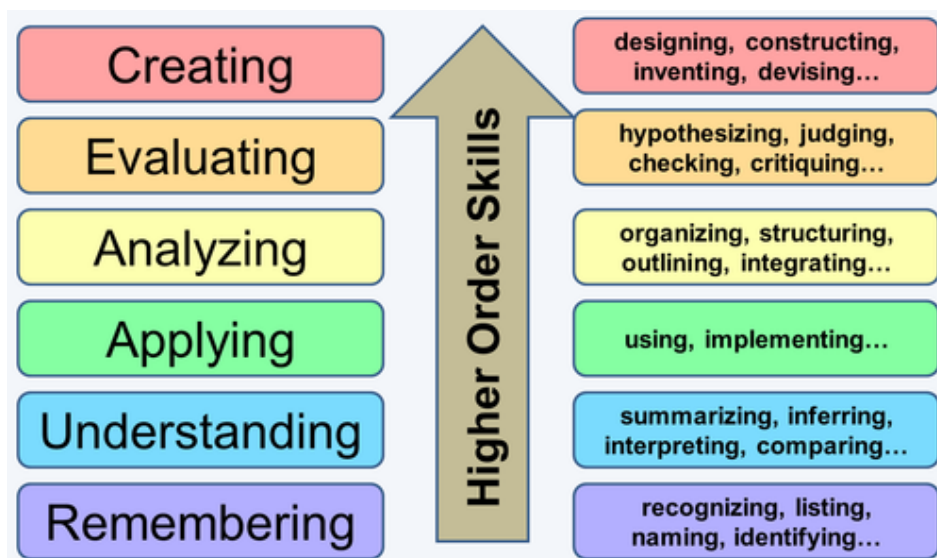 Creating
designing, constructing,
inventing, devising…
Evaluating
hypothesizing, judging,
checking, critiquing…
Analyzing
organizing, structuring,
outlining, integrating…
Applying
using, implementing…
Understanding
summarizing, inferring,
interpreting, comparing…
Remembering
recognizing, listing,
naming, identifying…
Higher Order Skills